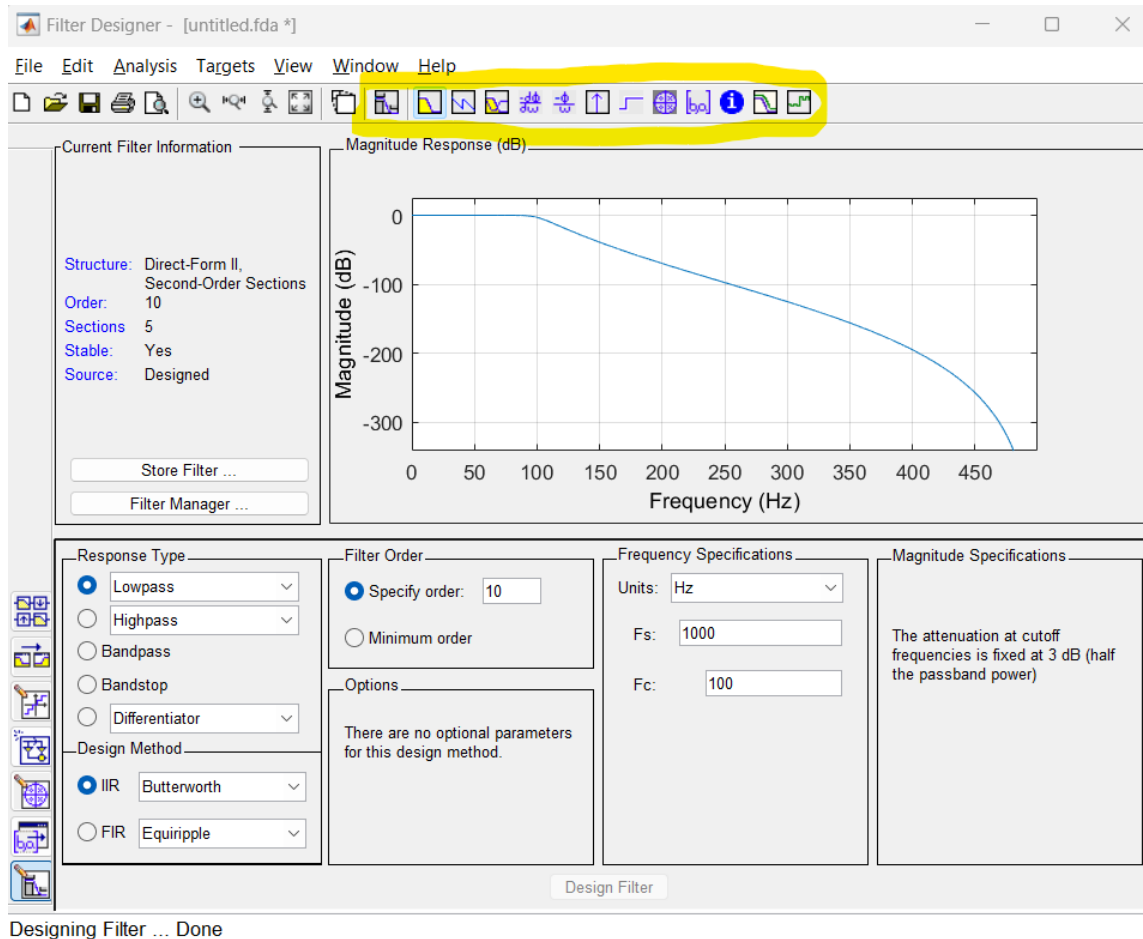 Filter Designer - [untitled.fda *]
File Edit Analysis Targets View Window Help
Current Filter Information
Structure: Direct-Form II,
Second-Order Sections
Order: 10
Sections 5
Stable: Yes
Source: Designed
Store Filter ...
Filter Manager ...
Magnitude Response (dB)
Magnitude (dB)
0
-100
-200
-300
0 50 100 150 200 250 300 350 400 450
Frequency (Hz)
Response Type
Lowpass
Highpass
Bandpass
Bandstop
Differentiator
Design Method
IIR Butterworth
FIR Equiripple
Filter Order
Specify order: 10
Minimum order
Options
There are no optional parameters
for this design method.
Frequency Specifications
Units: Hz
Fs: 1000
Fc: 100
Magnitude Specifications
The attenuation at cutoff
frequencies is fixed at 3 dB (half
the passband power)
Design Filter
Designing Filter ... Done